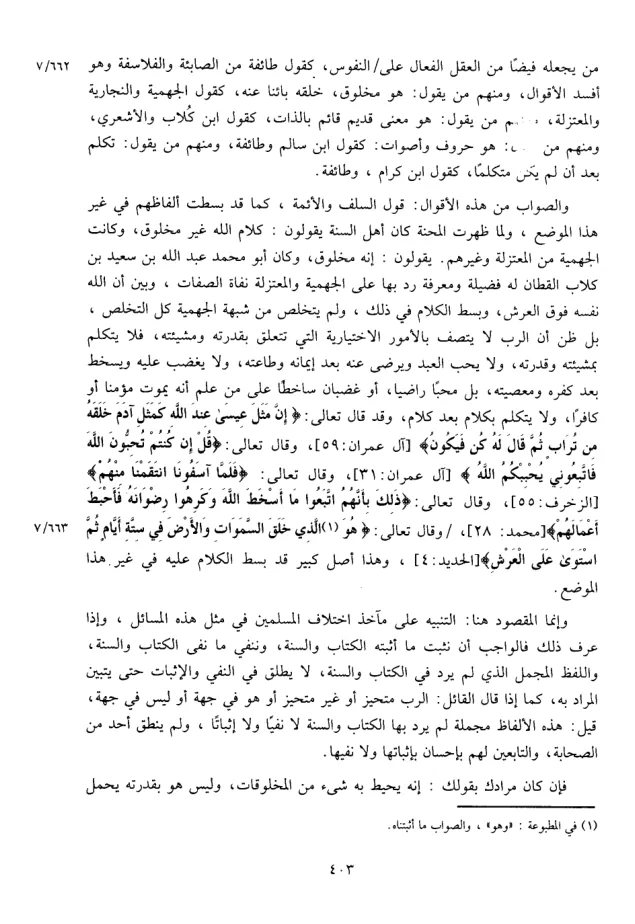 من يجعله فيضًا من العقل الفعال على/النفوس، كقول طائفة من الصابئة والفلاسفة وهو ٧/٦٦٢
أفسد الأقوال، ومنهم من يقول: هو مخلوق، خلقه بائنا عنه، كقول الجهمية والنجارية
والمعتزلة، من يقول: هو معنى قديم قائم بالذات، كقول ابن كُلاب والأشعري،
ومنهم من : هو حروف وأصوات: كقول ابن سالم وطائفة، ومنهم من يقول: تكلم
بعد أن لم يكن متكلمًا، كقول ابن كرام ، وطائفة.
والصواب من هذه الأقوال: قول السلف والأئمة ، كما قد بسطت ألفاظهم في غير
هذا الموضع ، ولما ظهرت المحنة كان أهل السنة يقولون : كلام الله غير مخلوق، وكانت
الجهمية من المعتزلة وغيرهم. يقولون : إنه مخلوق، وكان أبو محمد عبد الله بن سعيد بن
كلاب القطان له فضيلة ومعرفة رد بها على الجهمية والمعتزلة نفاة الصفات ، وبين أن الله
نفسه فوق العرش، وبسط الكلام في ذلك ، ولم يتخلص من شبهة الجهمية كل التخلص ،
بل ظن أن الرب لا يتصف بالأمور الاختيارية التي تتعلق بقدرته ومشيئته، فلا يتكلم
بمشيئته وقدرته، ولا يحب العبد ويرضى عنه بعد إيمانه وطاعته، ولا يغضب عليه ويسخط
بعد كفره ومعصيته، بل محبًا راضيا، أو غضبان ساخطًا على من علم أنه يموت مؤمنا أو
كافرًا، ولا يتكلم بكلام بعد كلام، وقد قال تعالى: ﴿ إِنَّ مَثَلَ عِيسَىٰ عِندَ اللَّهِ كَمَثَلِ آدَمَ خَلَقَهُ
مِن تُرَابٍ ثُمَّ قَالَ لَهُ كُن فَيَكُونُ﴾ [آل عمران:٥٩]، وقال تعالى: ﴿قُلْ إِن كُنتُمْ تُحِبُّونَ اللَّهَ
فَاتَّبِعُونِي يُحْبِبْكُمُ اللَّهُ ﴾ [آل عمران:٣١]، وقال تعالى: ﴿فَلَمَّا آسَفُونَا انتَقَمْنَا مِنْهُمْ﴾
[الزخرف:٥٥]، وقال تعالى:﴿ذَلِكَ بِأَنَّهُمُ اتَّبَعُوا مَا أَسْخَطَ اللَّهَ وَكَرِهُوا رِضْوَانَهُ فَأَحْبَطَ
أَعْمَالَهُمْ﴾[محمد: ٢٨]، /وقال تعالى:﴿ هُوَ (١) الَّذِي خَلَقَ السَّمَوَاتِ وَالأَرْضَ فِي سِتَّةِ أَيَّامٍ ثُمَّ ٧/٦٦٣
اسْتَوَىٰ عَلَى الْعَرْشِ﴾[الحديد:٤] ، وهذا أصل كبير قد بسط الكلام عليه في غير هذا
الموضع.
وإنما المقصود هنا: التنبيه على مآخذ اختلاف المسلمين في مثل هذه المسائل ، وإذا
عرف ذلك فالواجب أن نثبت ما أثبته الكتاب والسنة، وننفي ما نفى الكتاب والسنة،
واللفظ المجمل الذي لم يرد في الكتاب والسنة، لا يطلق في النفي والإثبات حتى يتبين
المراد به، كما إذا قال القائل: الرب متحيز أو غير متحيز أو هو في جهة أو ليس في جهة،
قيل: هذه الألفاظ مجملة لم يرد بها الكتاب والسنة لا نفيًا ولا إثباتًا ، ولم ينطق أحد من
الصحابة، والتابعين لهم بإحسان بإثباتها ولا نفيها.
فإن كان مرادك بقولك : إنه يحيط به شىء من المخلوقات، وليس هو بقدرته يحمل
(١) في المطبوعة : «وهو» ، والصواب ما أثبتناه.
٤٠٣